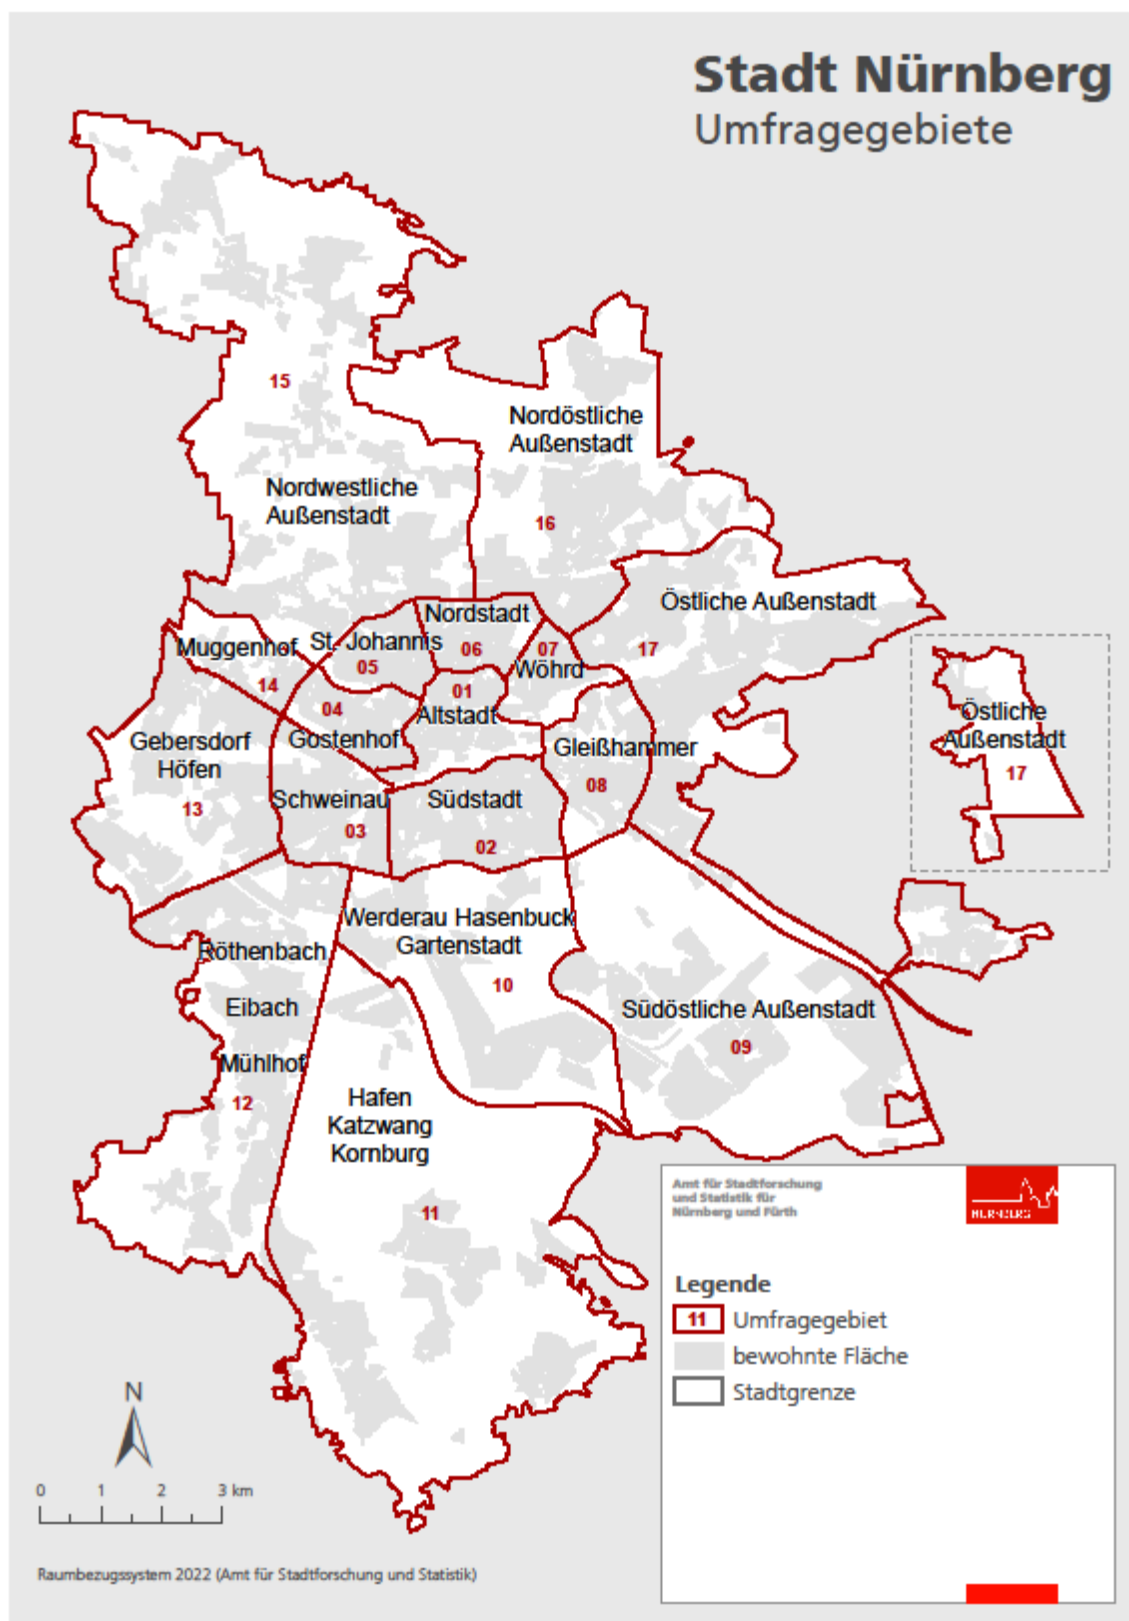 Stadt Nürnberg
Umfragegebiete
15
Nordöstliche
Außenstadt
Nordwestliche
Außenstadt
16
Östliche Außenstadt
17
Nordstadt
06
07
Wöhrd
St. Johannis
05
Muggenhof
14
01
Altstadt
04
Gostenhof
Gebersdorf
Höfen
13
Gleißhammer
08
Östliche
Außenstadt
17
Schweinau
03
Südstadt
02
Werderau Hasenbuck
Gartenstadt
10
Röthenbach
Eibach
Mühlhof
12
Südöstliche Außenstadt
09
Hafen
Katzwang
Kornburg
11
Amt für Stadtforschung
und Statistik für
Nürnberg und Fürth
NÜRNBERG
Legende
11 Umfragegebiet
bewohnte Fläche
Stadtgrenze
N
0 1 2 3 km
Raumbezugssystem 2022 (Amt für Stadtforschung und Statistik)